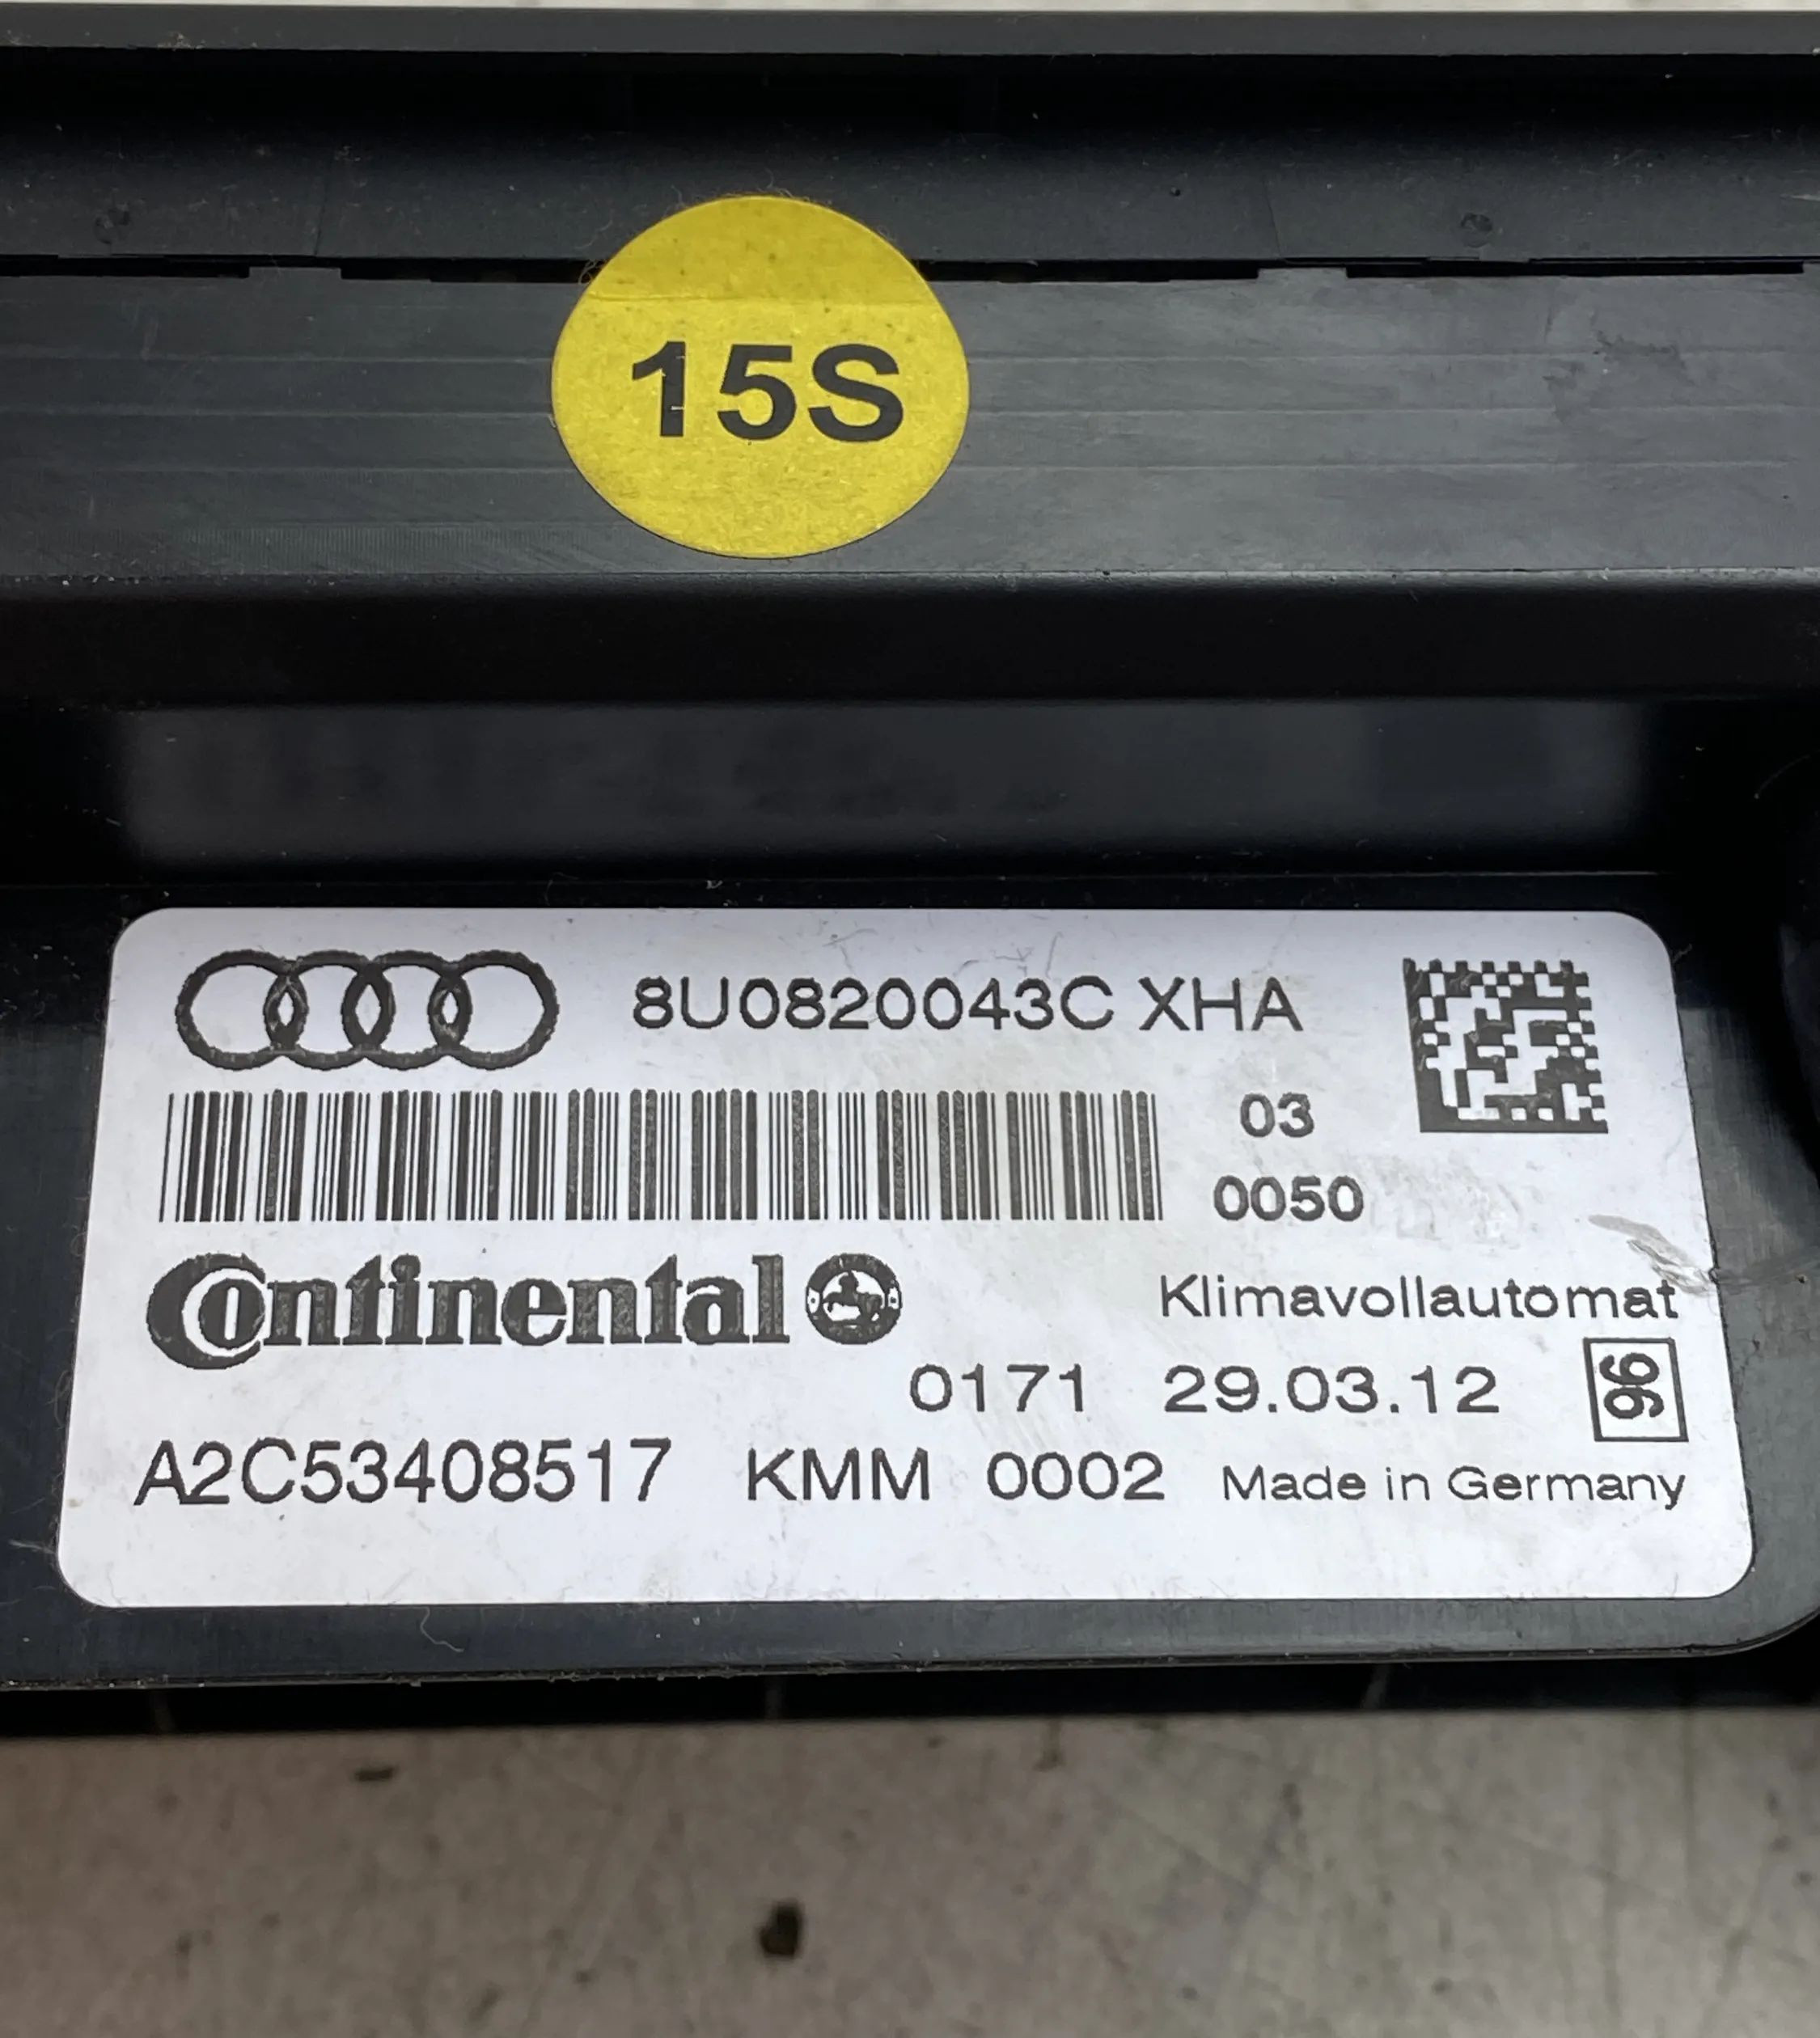 15S
8U0820043C XHA
03
0050
Continental
Klimavollautomat
0171 29.03.12 96
A2C53408517 KMM 0002 Made in Germany